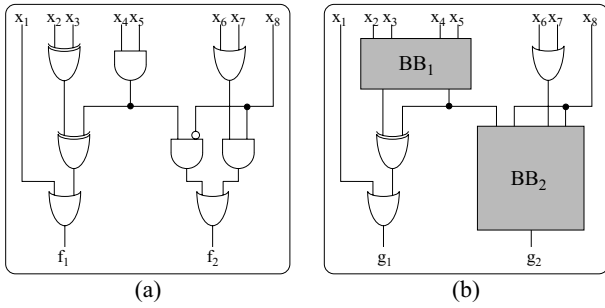 x₁ x₂ x₃ x₄ x₅ x₆ x₇ x₈
f₁ f₂
(a)
x₁ x₂ x₃ x₄ x₅ x₆ x₇ x₈
BB₁
BB₂
g₁ g₂
(b)